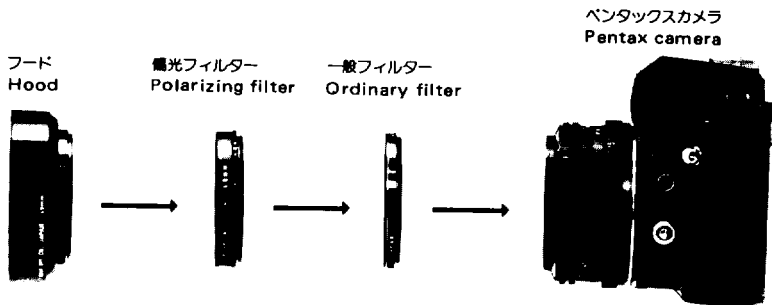 フード
Hood
偏光フィルター
Polarizing filter
一般フィルター
Ordinary filter
ペンタックスカメラ
Pentax camera